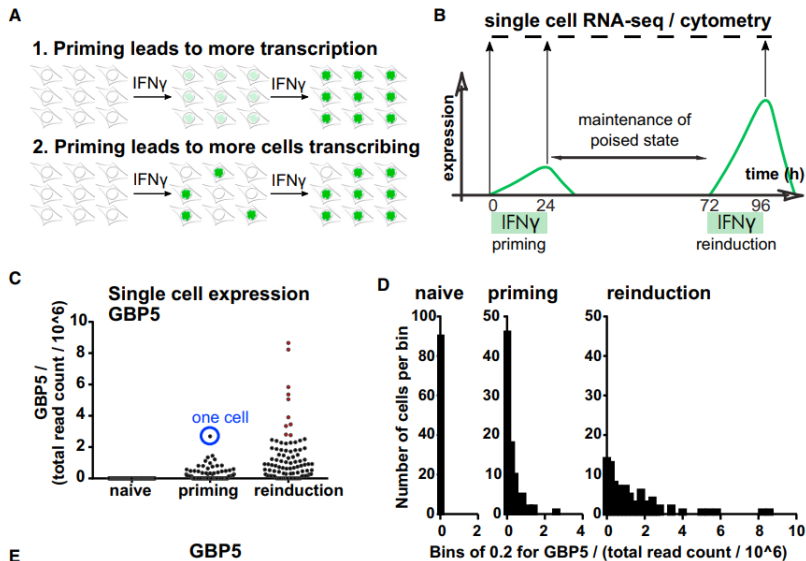 A
1. Priming leads to more transcription
IFNγ
IFNγ
2. Priming leads to more cells transcribing
IFNγ
IFNγ
B
single cell RNA-seq / cytometry
expression
maintenance of
poised state
time (h)
0
24
72
96
IFNγ
IFNγ
priming
reinduction
C
Single cell expression
GBP5
GBP5 /
(total read count / 10^6)
10
8
6
4
2
0
one cell
naive
priming
reinduction
D
naive
priming
reinduction
Number of cells per bin
100
80
60
40
20
0
0
2
50
40
30
20
10
0
0
2
4
50
40
30
20
10
0
0
2
4
6
8
10
Bins of 0.2 for GBP5 / (total read count / 10^6)
E
GBP5